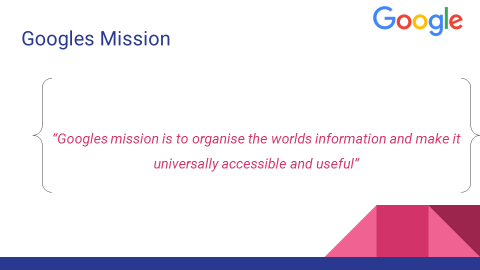 Google
Googles Mission
“Googles mission is to organise the worlds information and make it
universally accessible and useful”